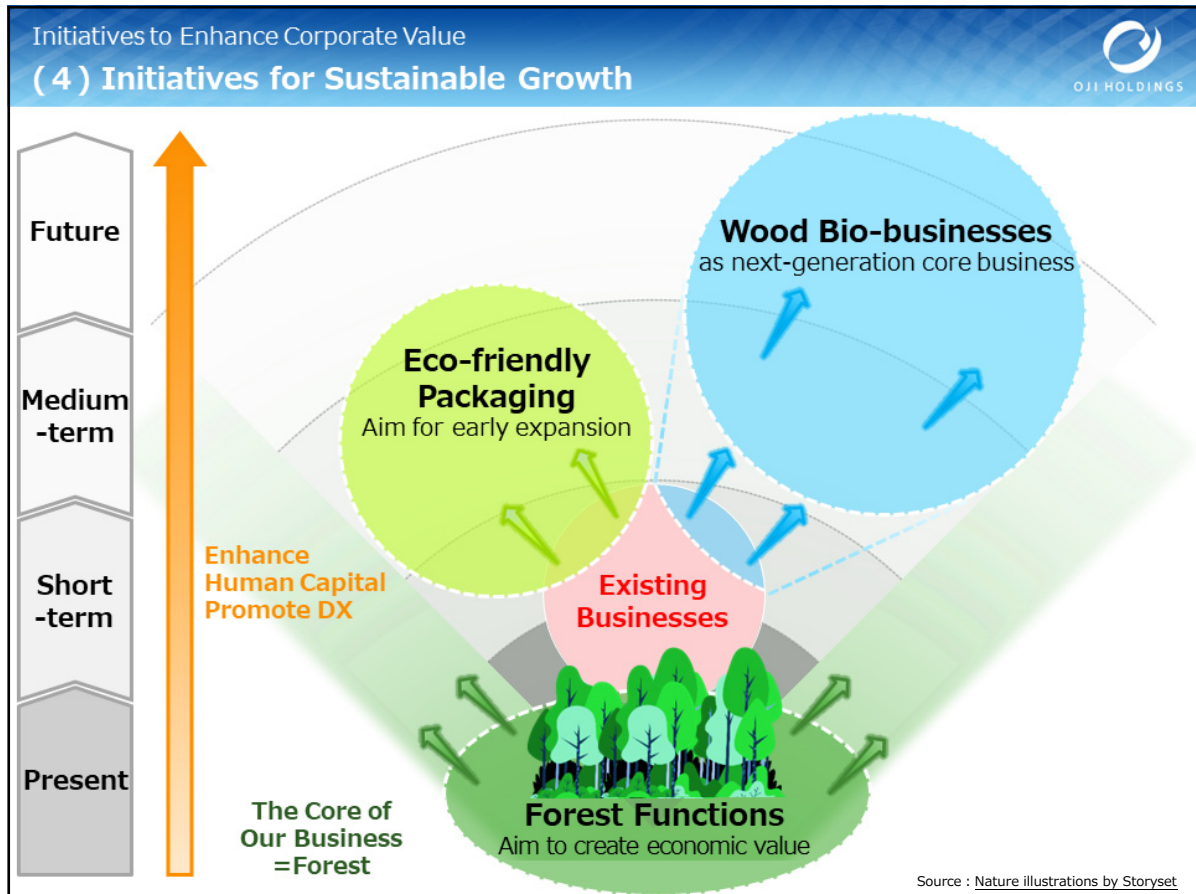 Initiatives to Enhance Corporate Value
(4) Initiatives for Sustainable Growth
OJI HOLDINGS
Future
Medium
-term
Short
-term
Present
Enhance
Human Capital
Promote DX
Wood Bio-businesses
as next-generation core business
Eco-friendly
Packaging
Aim for early expansion
Existing
Businesses
The Core of
Our Business
=Forest
Forest Functions
Aim to create economic value
Source : Nature illustrations by Storyset